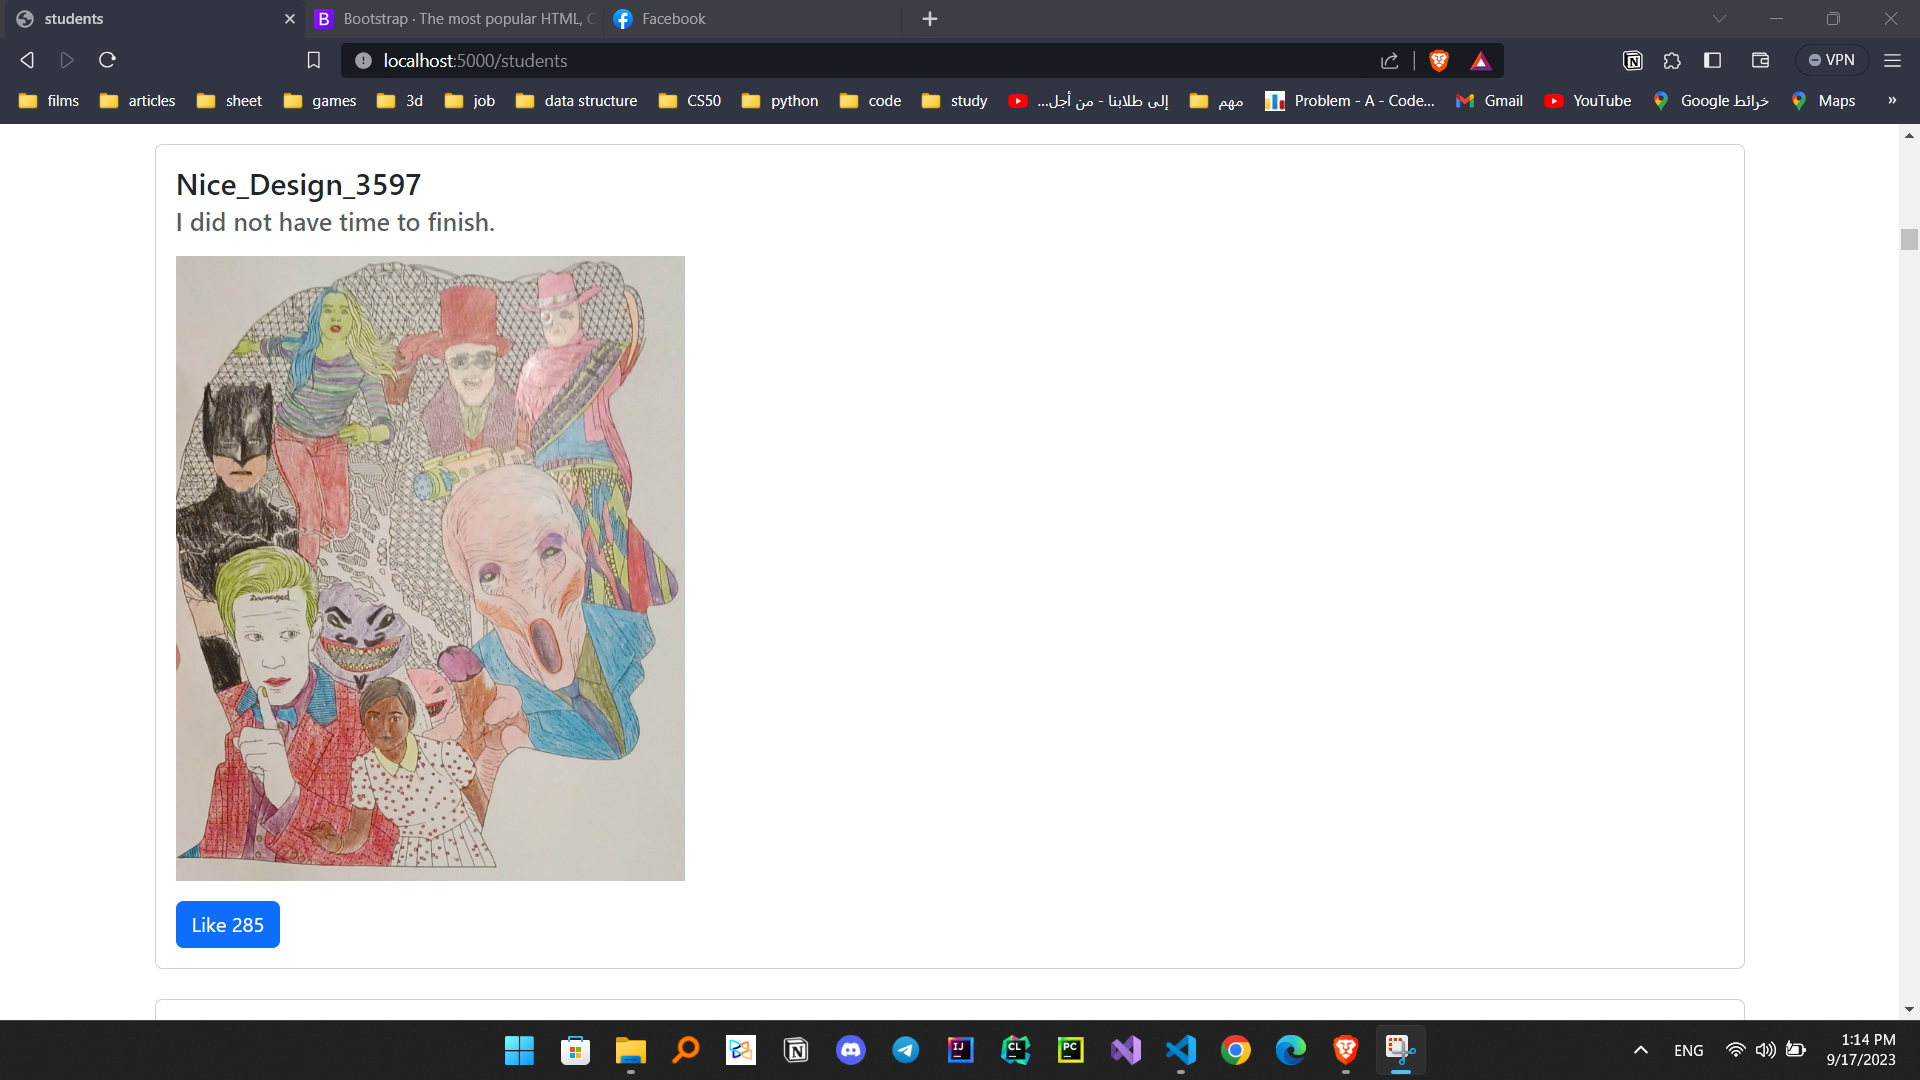 students
Bootstrap · The most popular HTML, C
Facebook
localhost:5000/students
VPN
films
articles
sheet
games
3d
job
data structure
CS50
python
code
study
إلى طلابنا - من أجل...
مهم
Problem - A - Code...
Gmail
YouTube
خرائط Google
Maps
»
Nice_Design_3597
I did not have time to finish.
Like 285
ENG
1:14 PM
9/17/2023